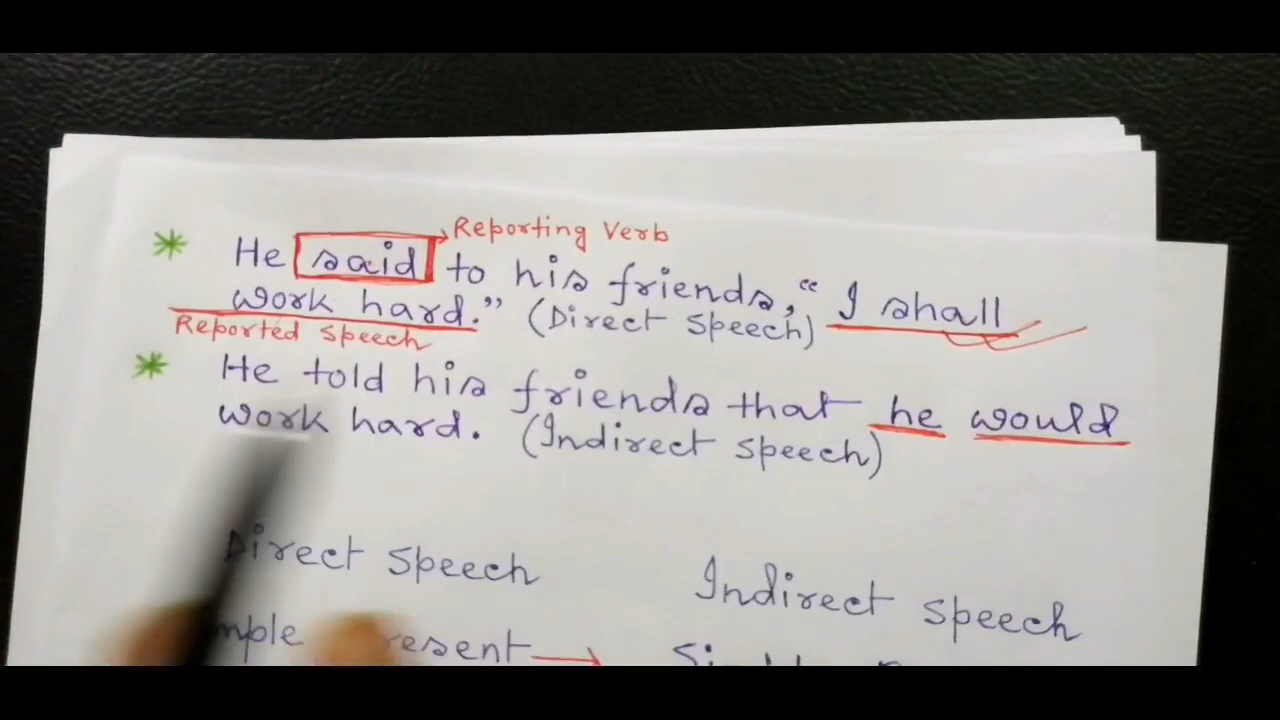 Reporting Verb
He said to his friends, “I shall
work hard.” (Direct Speech)
Reported Speech
He told his friends that he would
work hard. (Indirect Speech)
Direct Speech
Indirect Speech